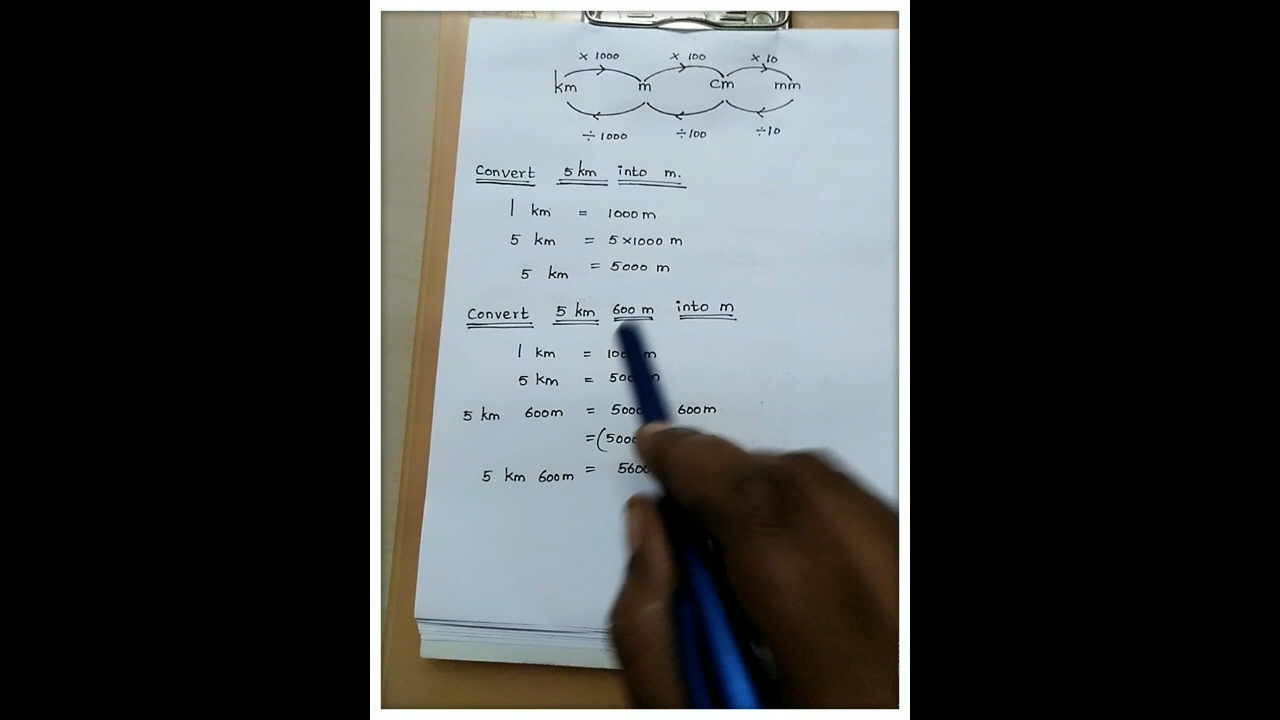 × 1000 × 100 × 10
km m cm mm
÷ 1000 ÷100 ÷10
Convert 5 km into m.
1 km = 1000 m
5 km = 5 ×1000 m
5 km = 5000 m
Convert 5 km 600 m into m
1 km = m
5 km = m
5 km 600m = 600m
=(
5 km 600m =